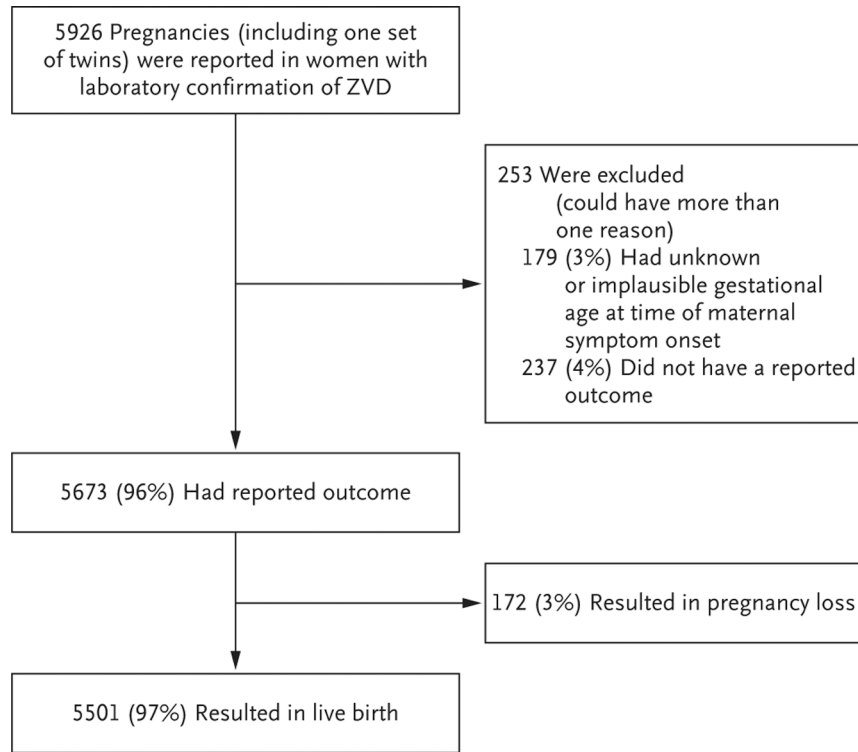 5926 Pregnancies (including one set
of twins) were reported in women with
laboratory confirmation of ZVD
253 Were excluded
(could have more than
one reason)
179 (3%) Had unknown
or implausible gestational
age at time of maternal
symptom onset
237 (4%) Did not have a reported
outcome
5673 (96%) Had reported outcome
172 (3%) Resulted in pregnancy loss
5501 (97%) Resulted in live birth